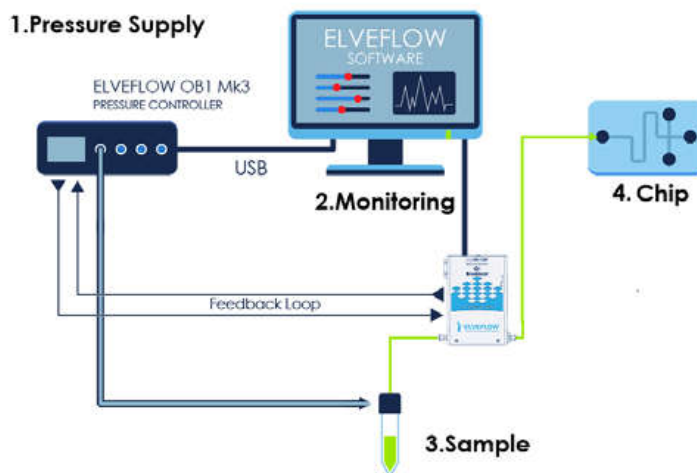 1.Pressure Supply
ELVEFLOW
SOFTWARE
ELVEFLOW OB1 Mk3
PRESSURE CONTROLLER
USB
2.Monitoring
4. Chip
Feedback Loop
ELVEFLOW
3.Sample